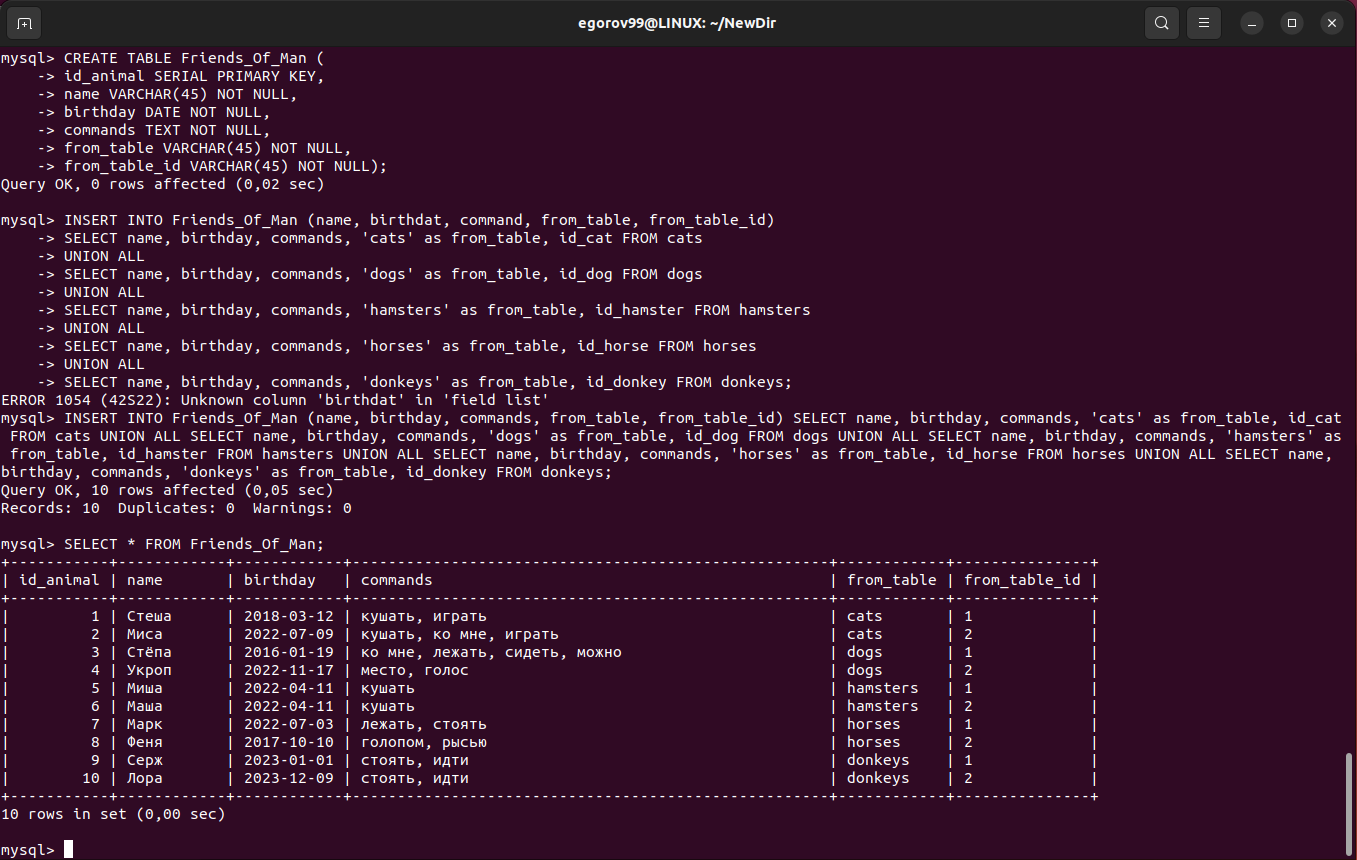 egorov99@LINUX: ~/NewDir
mysql> CREATE TABLE Friends_Of_Man (
    -> id_animal SERIAL PRIMARY KEY,
    -> name VARCHAR(45) NOT NULL,
    -> birthday DATE NOT NULL,
    -> commands TEXT NOT NULL,
    -> from_table VARCHAR(45) NOT NULL,
    -> from_table_id VARCHAR(45) NOT NULL);
Query OK, 0 rows affected (0,02 sec)

mysql> INSERT INTO Friends_Of_Man (name, birthdat, command, from_table, from_table_id)
    -> SELECT name, birthday, commands, 'cats' as from_table, id_cat FROM cats
    -> UNION ALL
    -> SELECT name, birthday, commands, 'dogs' as from_table, id_dog FROM dogs
    -> UNION ALL
    -> SELECT name, birthday, commands, 'hamsters' as from_table, id_hamster FROM hamsters
    -> UNION ALL
    -> SELECT name, birthday, commands, 'horses' as from_table, id_horse FROM horses
    -> UNION ALL
    -> SELECT name, birthday, commands, 'donkeys' as from_table, id_donkey FROM donkeys;
ERROR 1054 (42S22): Unknown column 'birthdat' in 'field list'
mysql> INSERT INTO Friends_Of_Man (name, birthday, commands, from_table, from_table_id) SELECT name, birthday, commands, 'cats' as from_table, id_cat
 FROM cats UNION ALL SELECT name, birthday, commands, 'dogs' as from_table, id_dog FROM dogs UNION ALL SELECT name, birthday, commands, 'hamsters' as
 from_table, id_hamster FROM hamsters UNION ALL SELECT name, birthday, commands, 'horses' as from_table, id_horse FROM horses UNION ALL SELECT name,
birthday, commands, 'donkeys' as from_table, id_donkey FROM donkeys;
Query OK, 10 rows affected (0,05 sec)
Records: 10  Duplicates: 0  Warnings: 0

mysql> SELECT * FROM Friends_Of_Man;
+-----------+------------+------------+-----------------------------------------------------+------------+---------------+
| id_animal | name       | birthday   | commands                                            | from_table | from_table_id |
+-----------+------------+------------+-----------------------------------------------------+------------+---------------+
|         1 | Стеша      | 2018-03-12 | кушать, играть                                      | cats       | 1             |
|         2 | Миса       | 2022-07-09 | кушать, ко мне, играть                              | cats       | 2             |
|         3 | Стёпа      | 2016-01-19 | ко мне, лежать, сидеть, можно                       | dogs       | 1             |
|         4 | Укроп      | 2022-11-17 | место, голос                                        | dogs       | 2             |
|         5 | Миша       | 2022-04-11 | кушать                                              | hamsters   | 1             |
|         6 | Маша       | 2022-04-11 | кушать                                              | hamsters   | 2             |
|         7 | Марк       | 2022-07-03 | лежать, стоять                                      | horses     | 1             |
|         8 | Феня       | 2017-10-10 | голопом, рысью                                      | horses     | 2             |
|         9 | Серж       | 2023-01-01 | стоять, идти                                        | donkeys    | 1             |
|        10 | Лора       | 2023-12-09 | стоять, идти                                        | donkeys    | 2             |
+-----------+------------+------------+-----------------------------------------------------+------------+---------------+
10 rows in set (0,00 sec)

mysql>